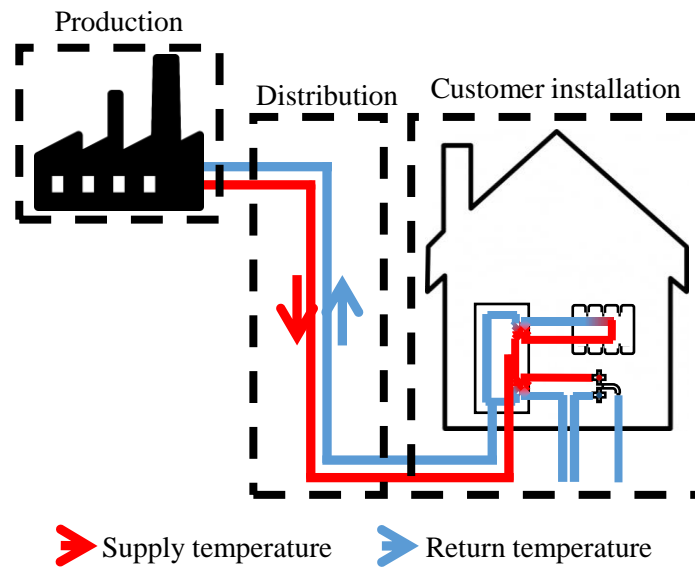 Production
Distribution
Customer installation
Supply temperature
Return temperature